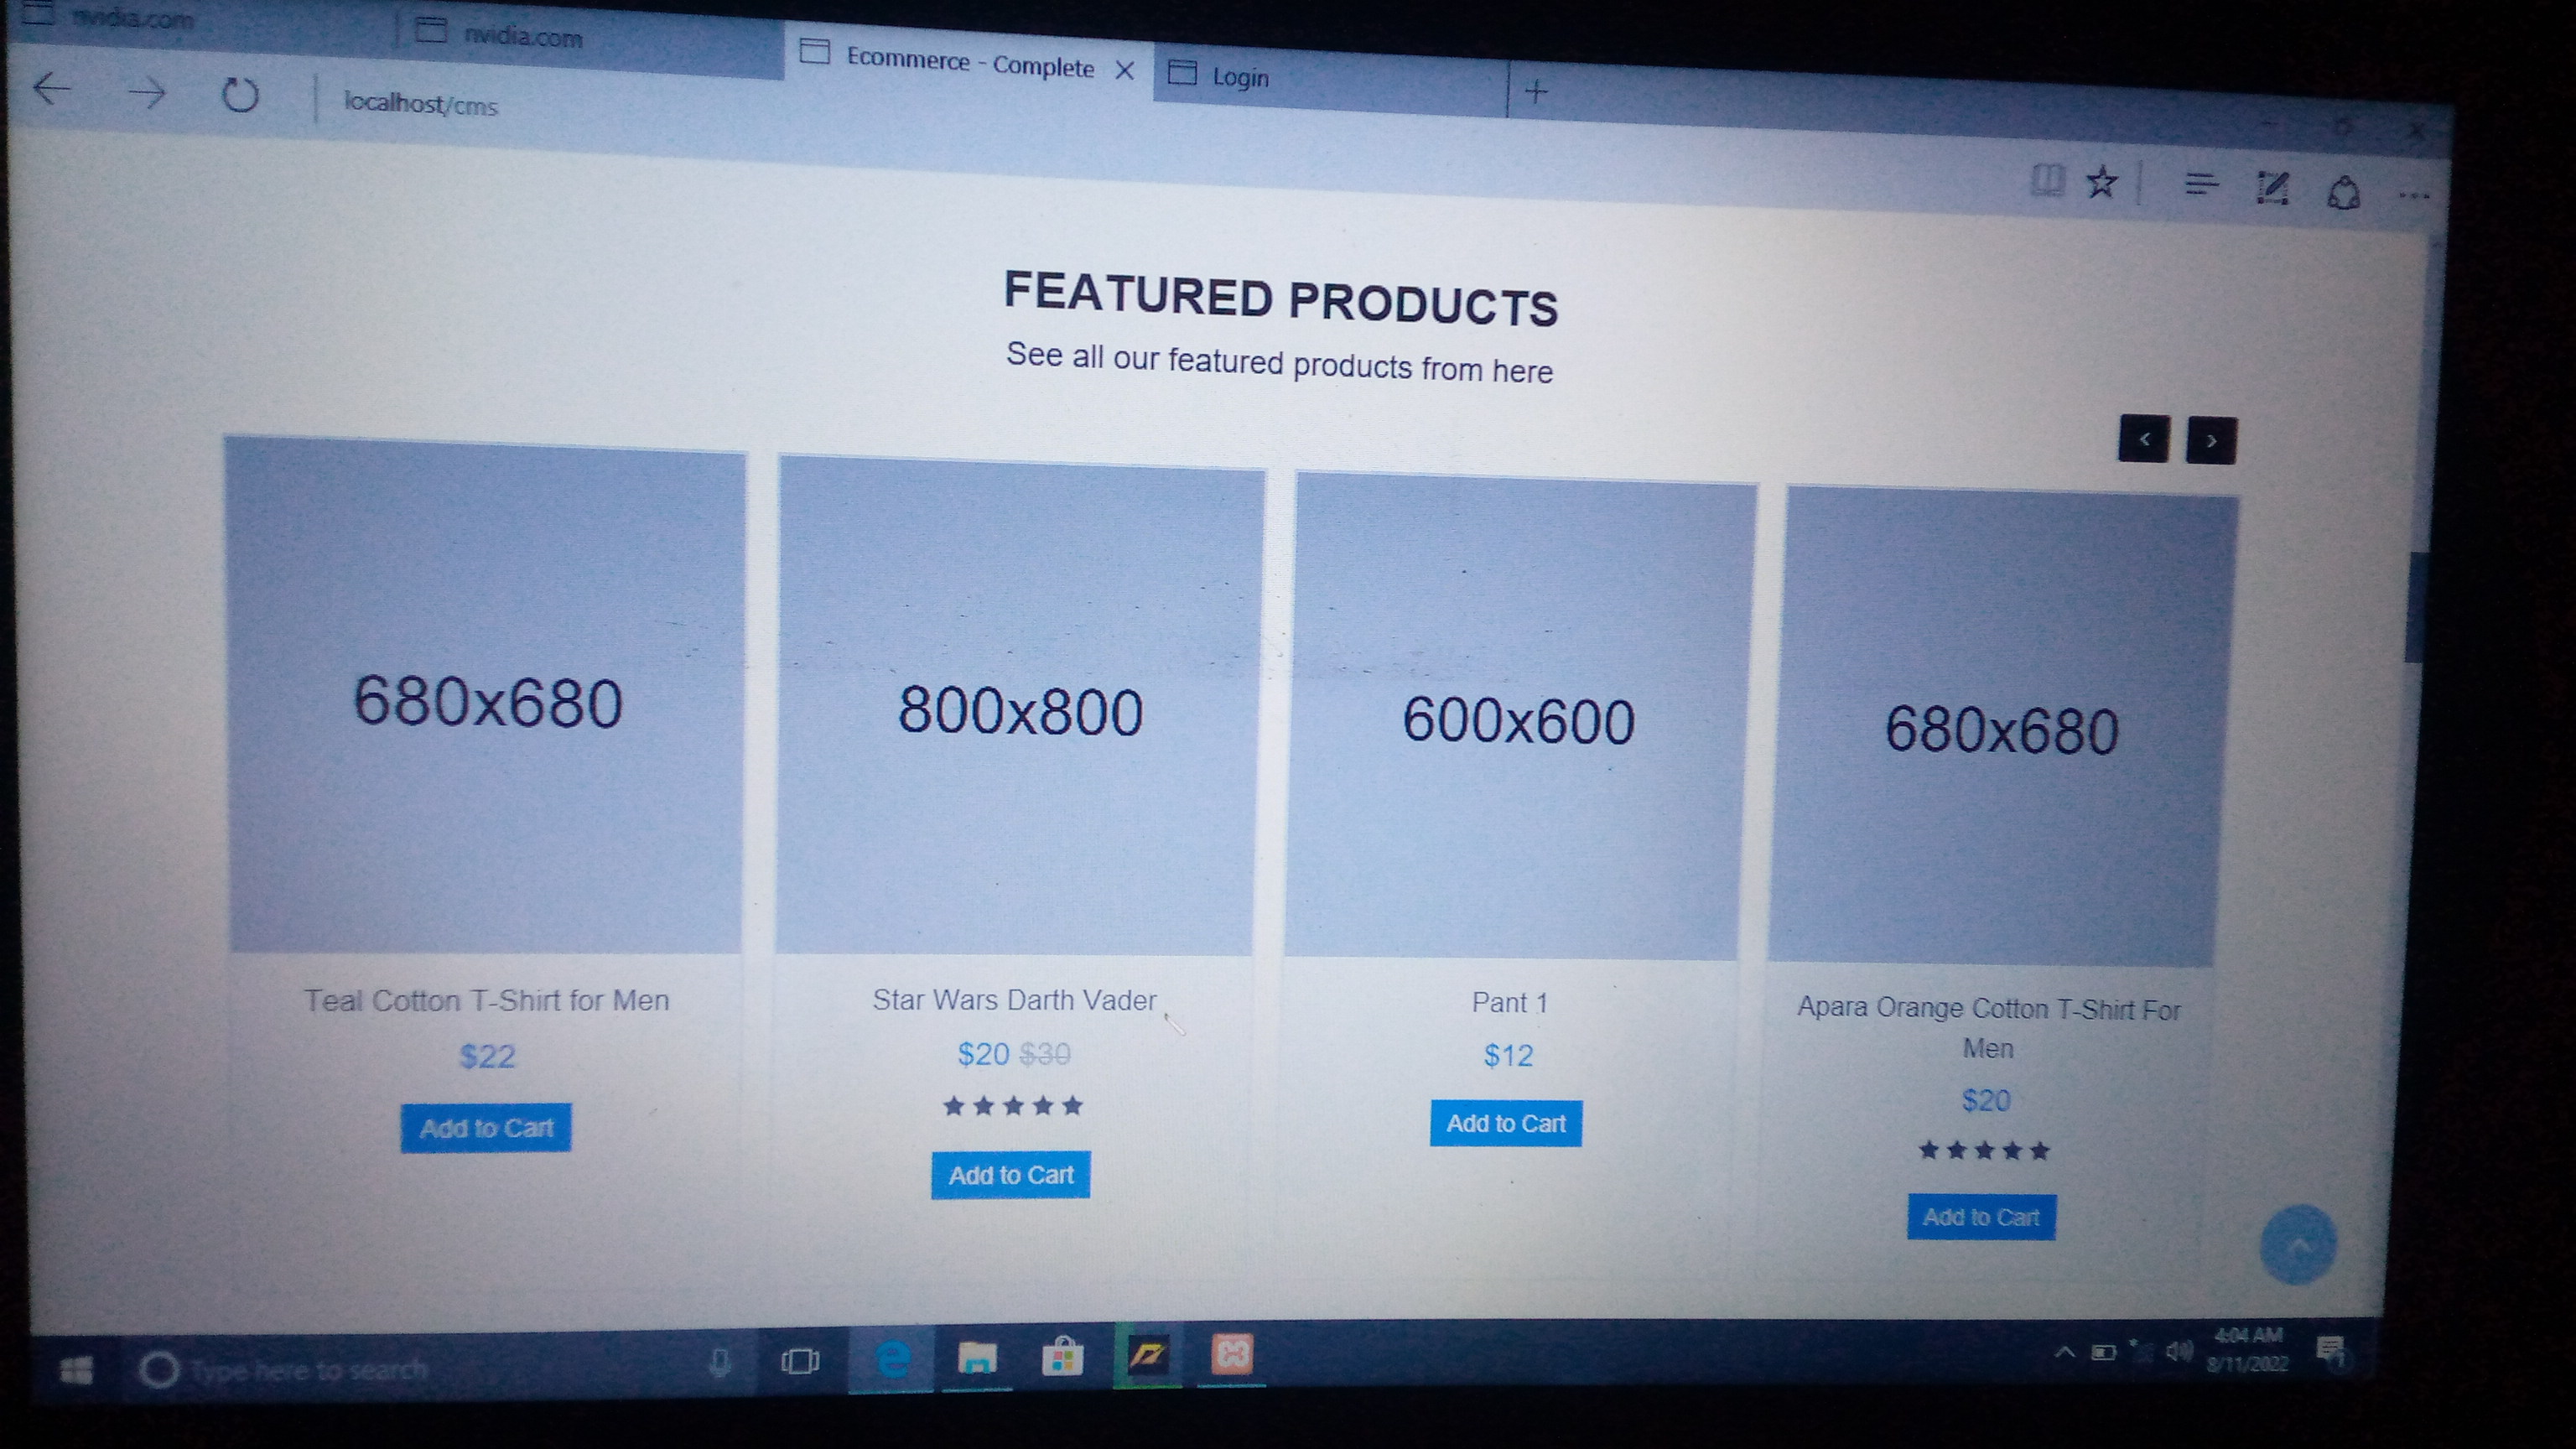 nvidia.com
nvidia.com
Ecommerce - Complete
Login
localhost/cms
FEATURED PRODUCTS
See all our featured products from here
680x680
800x800
600x600
680x680
Teal Cotton T-Shirt for Men
$22
Add to Cart
Star Wars Darth Vader
$20 $30
Add to Cart
Pant 1
$12
Add to Cart
Apara Orange Cotton T-Shirt For
Men
$20
Add to Cart
Type here to search
4:04 AM
8/11/2022